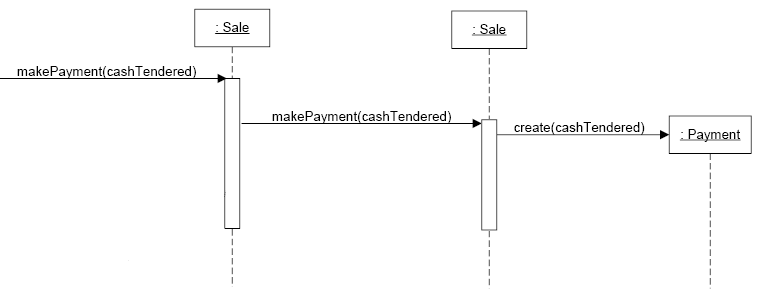 : Sale
: Sale
makePayment(cashTendered)
makePayment(cashTendered)
create(cashTendered)
: Payment